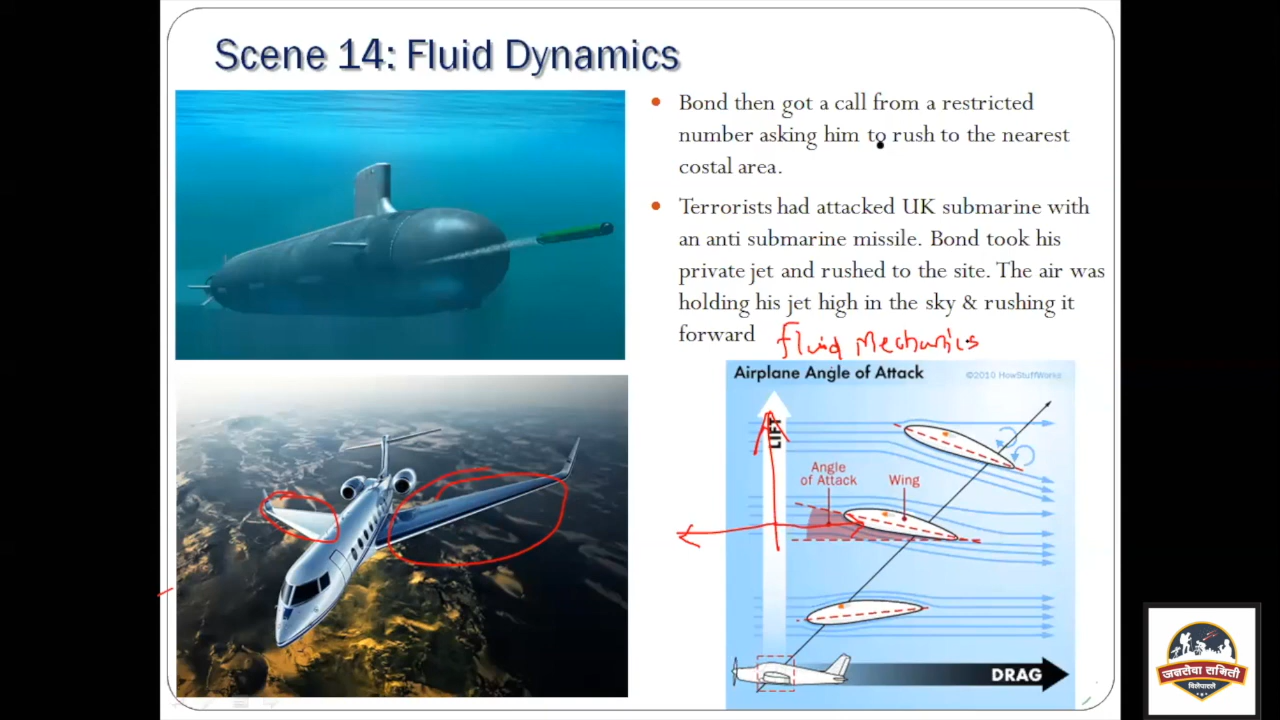 Scene 14: Fluid Dynamics
Bond then got a call from a restricted
number asking him to rush to the nearest
costal area.
Terrorists had attacked UK submarine with
an anti submarine missile. Bond took his
private jet and rushed to the site. The air was
holding his jet high in the sky & rushing it
forward
fluid Mechanics
Airplane Angle of Attack
©2010 HowStuffWorks
LIFT
Angle
of Attack
Wing
DRAG
जनसेवा समिती
विलेपारले